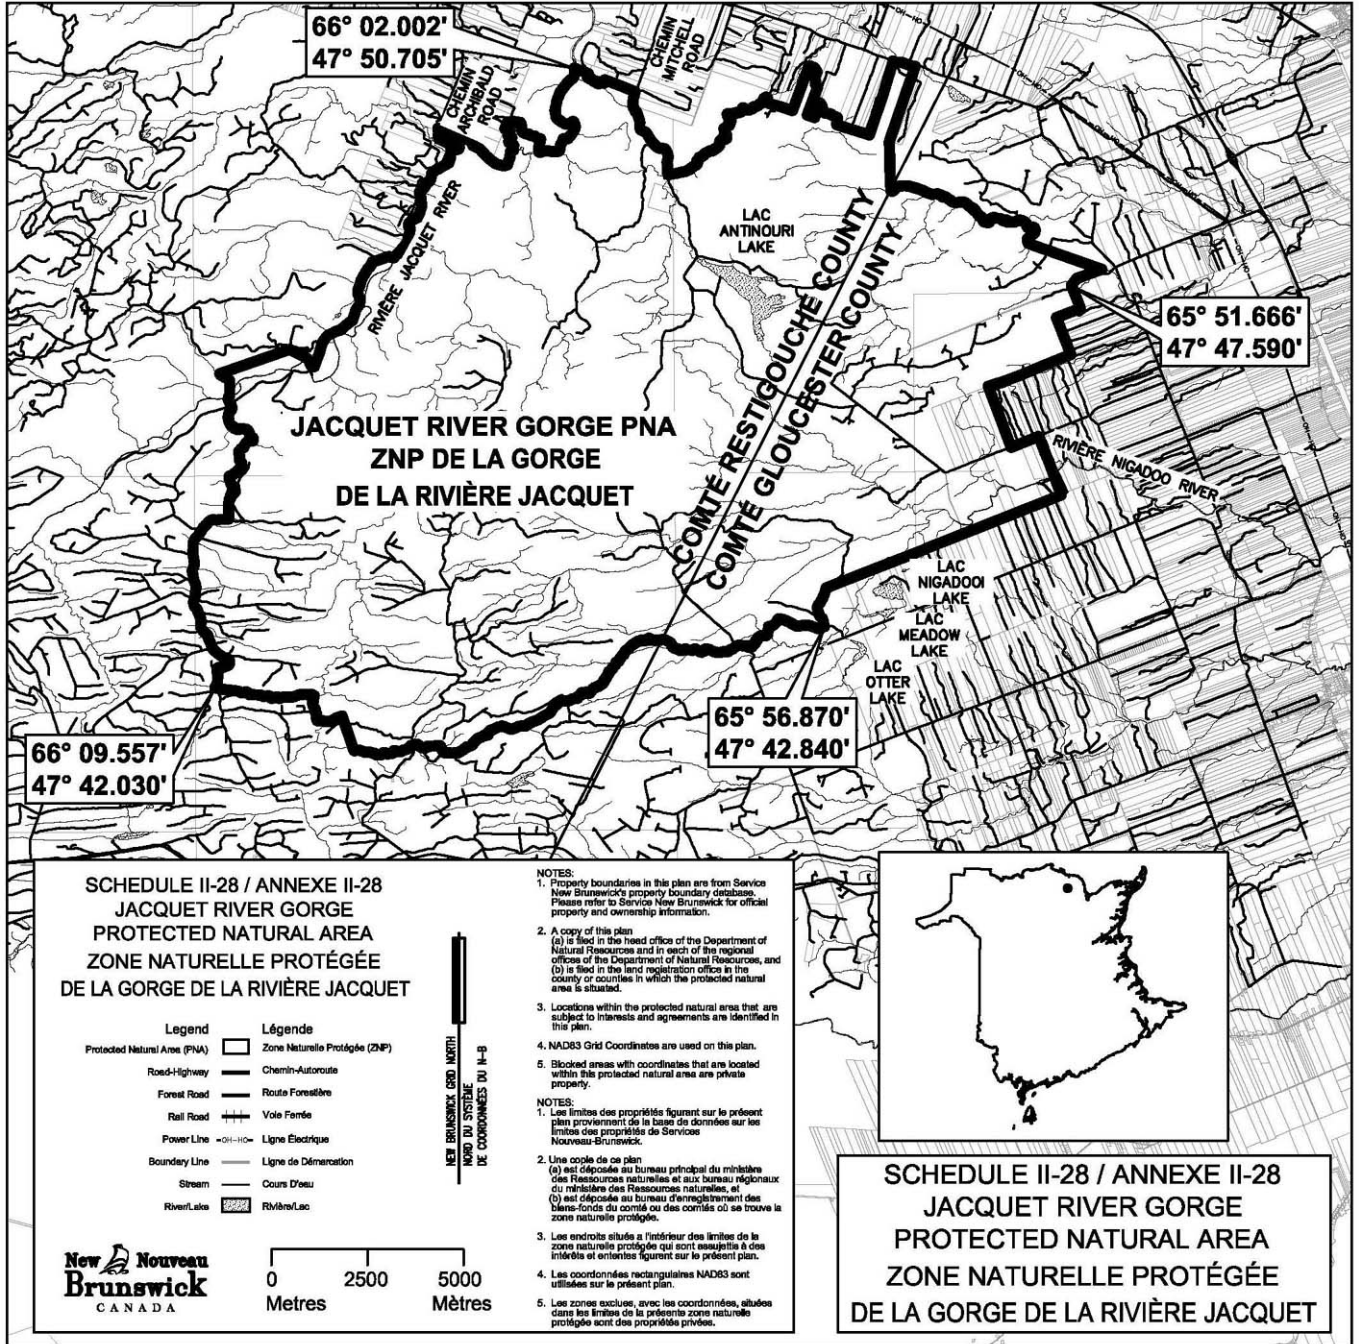 66° 02.002'
47° 50.705'
CHEMIN
ARCHIBALD
ROAD
CHEMIN
MITCHELL
ROAD
RIVIÈRE JACQUET RIVER
LAC
ANTINOURI
LAKE
COMTÉ RESTIGOUCHE COUNTY
COMTÉ GLOUCESTER COUNTY
65° 51.666'
47° 47.590'
JACQUET RIVER GORGE PNA
ZNP DE LA GORGE
DE LA RIVIÈRE JACQUET
RIVIÈRE NIGADOO RIVER
LAC
NIGADOOI
LAKE
LAC
MEADOW
LAKE
LAC
OTTER
LAKE
66° 09.557'
47° 42.030'
65° 56.870'
47° 42.840'
SCHEDULE II-28 / ANNEXE II-28
JACQUET RIVER GORGE
PROTECTED NATURAL AREA
ZONE NATURELLE PROTÉGÉE
DE LA GORGE DE LA RIVIÈRE JACQUET
Legend Légende
Protected Natural Area (PNA) Zone Naturelle Protégée (ZNP)
Road-Highway Chemin-Autoroute
Forest Road Route Forestière
Rail Road Voie Ferrée
Power Line -OH-HO- Ligne Électrique
Boundary Line Ligne de Démarcation
Stream Cours D'eau
River/Lake Rivière/Lac
NEW BRUNSWICK GRID NORTH
NORD DU SYSTÈME
DE COORDONNÉES DU N-B
New Nouveau
Brunswick
CANADA
0 2500 5000
Metres Mètres
NOTES:
1. Property boundaries in this plan are from Service
New Brunswick's property boundary database.
Please refer to Service New Brunswick for official
property and ownership information.
2. A copy of this plan
(a) is filed in the head office of the Department of
Natural Resources and in each of the regional
offices of the Department of Natural Resources, and
(b) is filed in the land registration office in the
county or counties in which the protected natural
area is situated.
3. Locations within the protected natural area that are
subject to interests and agreements are identified in
this plan.
4. NAD83 Grid Coordinates are used on this plan.
5. Blocked areas with coordinates that are located
within this protected natural area are private
property.
NOTES:
1. Les limites des propriétés figurant sur le présent
plan proviennent de la base de données sur les
limites des propriétés de Services
Nouveau-Brunswick.
2. Une copie de ce plan
(a) est déposée au bureau principal du ministère
des Ressources naturelles et aux bureau régionaux
du ministère des Ressources naturelles, et
(b) est déposée au bureau d'enregistrement des
biens-fonds du comté ou des comtés où se trouve la
zone naturelle protégée.
3. Les endroits situés a l'intérieur des limites de la
zone naturelle protégée qui sont assujettis à des
intérêts et ententes figurent sur le présent plan.
4. Les coordonnées rectangulaires NAD83 sont
utilisées sur le présent plan.
5. Les zones exclues, avec les coordonnées, situées
dans les limites de la présente zone naturelle
protégée sont des propriétés privées.
SCHEDULE II-28 / ANNEXE II-28
JACQUET RIVER GORGE
PROTECTED NATURAL AREA
ZONE NATURELLE PROTÉGÉE
DE LA GORGE DE LA RIVIÈRE JACQUET